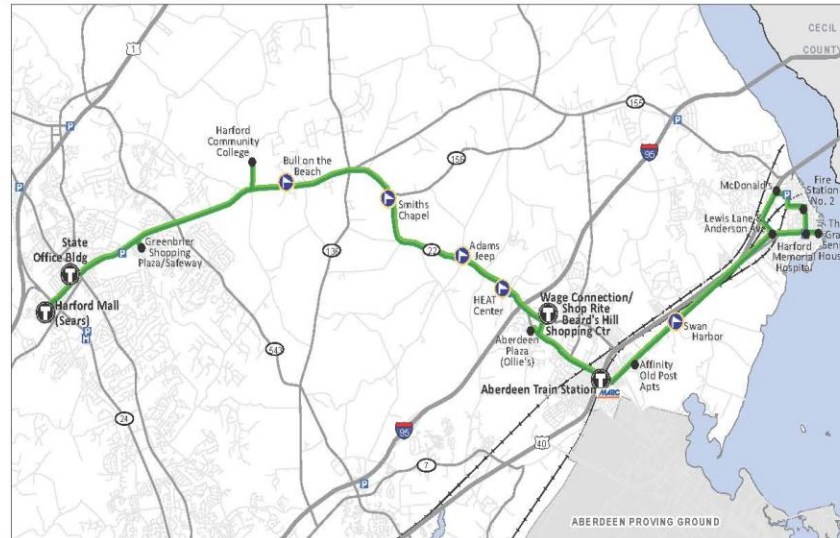 CECIL
COUNTY
1
155
P
95
P
Harford
Community
College
Bull on the
Beach
156
McDonald's
Fire
Station
No. 2
P
P
Smiths
Chapel
Lewis Lane &
Anderson Ave
Harford
Memorial
Hospital
State
Office Bldg
T
P
Greenbrier
Shopping
Plaza/Safeway
136
22
Adams
Jeep
HEAT
Center
T
Harford Mall
(Sears)
Wage Connection/
Shop Rite
Beard's Hill
Shopping Ctr
T
Swan
Harbor
Aberdeen
Plaza
(Ollie's)
P
H
543
Affinity
Old Post
Apts
Aberdeen Train Station
T
MARC
24
95
40
7
P
P
ABERDEEN PROVING GROUND